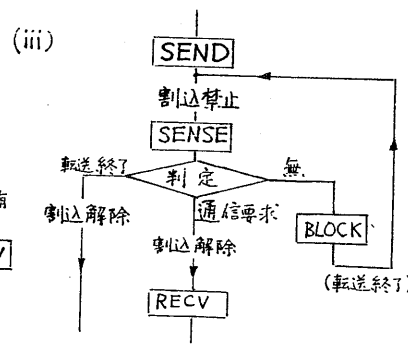 (iii)
SEND
割込禁止
SENSE
転送終了
判定
無
有
割込解除
通信要求
BLOCK
割込解除
(転送終了)
RECV